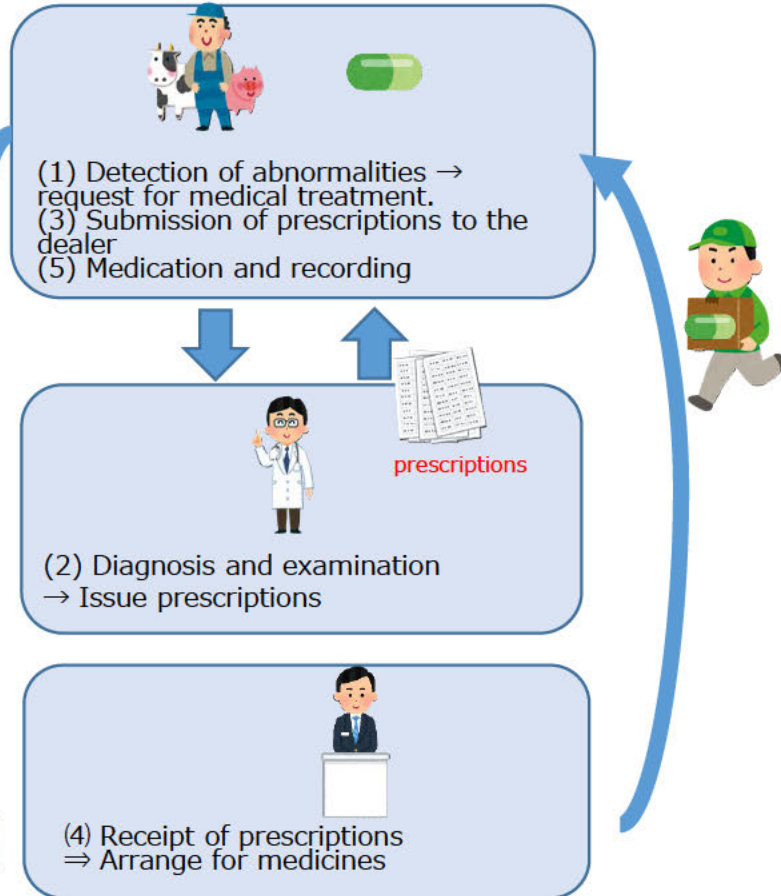 (1) Detection of abnormalities →
request for medical treatment.
(3) Submission of prescriptions to the
dealer
(5) Medication and recording
prescriptions
(2) Diagnosis and examination
→ Issue prescriptions
⑷ Receipt of prescriptions
⇒ Arrange for medicines